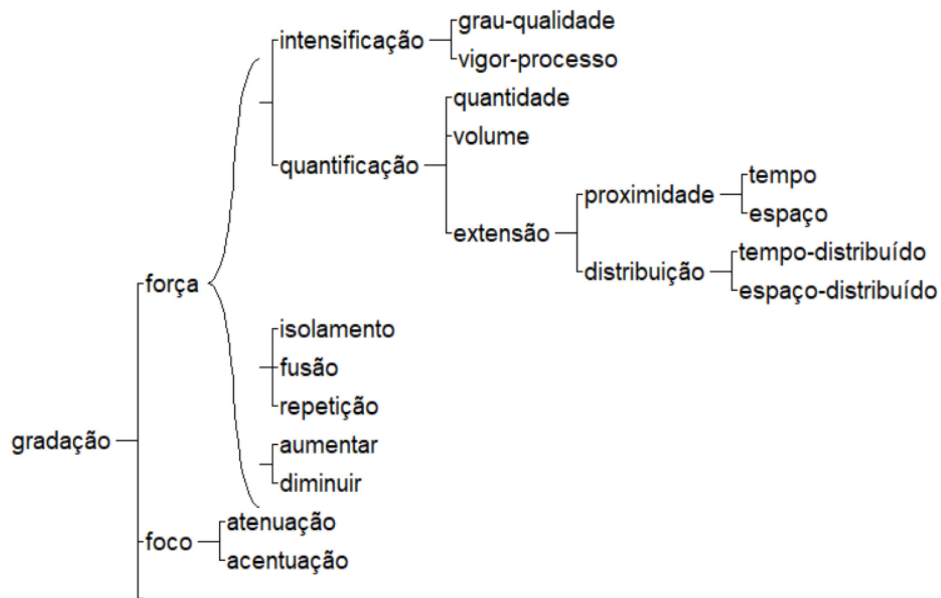 grau-qualidade
intensificação
vigor-processo
quantidade
volume
quantificação
tempo
proximidade
espaço
extensão
tempo-distribuído
distribuição
espaço-distribuído
força
isolamento
fusão
repetição
gradação
aumentar
diminuir
atenuação
foco
acentuação